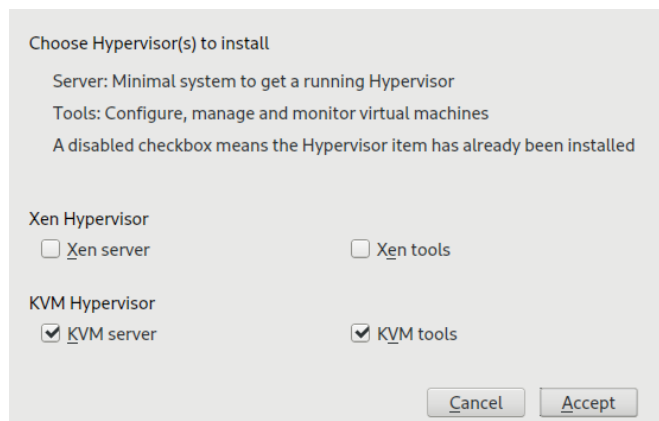 Choose Hypervisor(s) to install
Server: Minimal system to get a running Hypervisor
Tools: Configure, manage and monitor virtual machines
A disabled checkbox means the Hypervisor item has already been installed
Xen Hypervisor
Xen server Xen tools
KVM Hypervisor
KVM server KVM tools
Cancel Accept